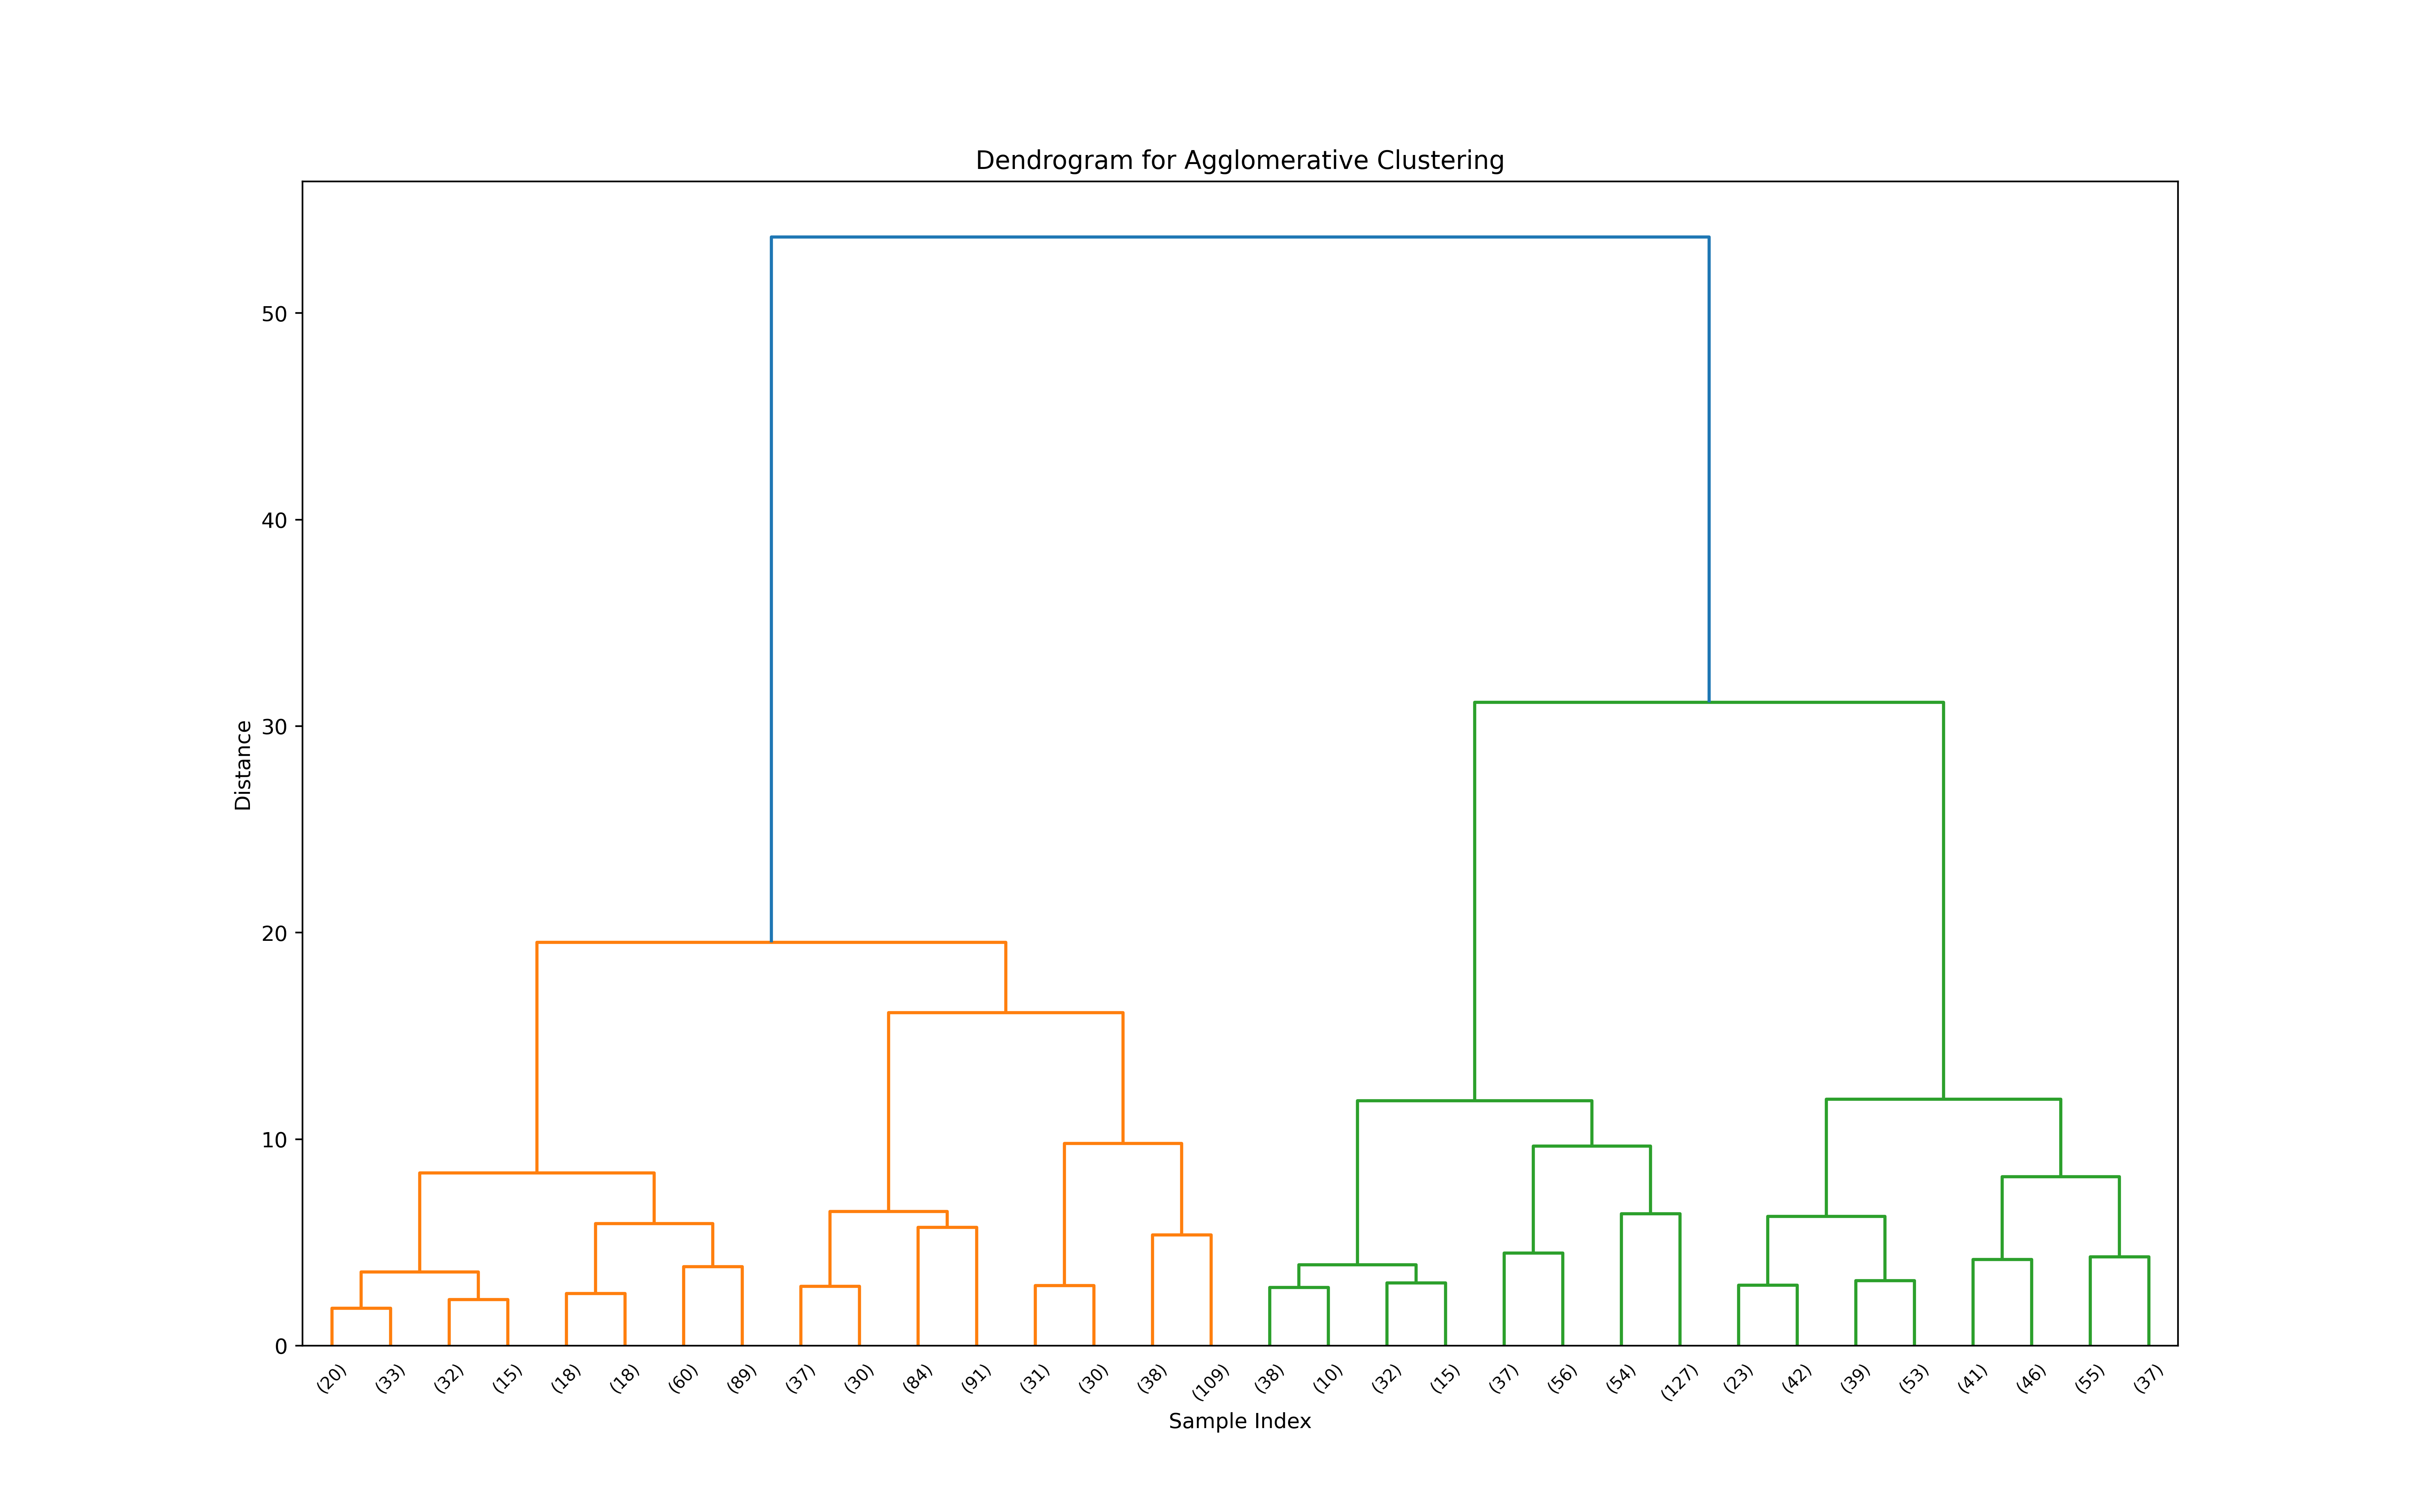 Dendrogram for Agglomerative Clustering
50
40
30
20
10
0
Distance
(20) (33) (32) (15) (18) (18) (60) (89) (37) (30) (84) (91) (31) (30) (38) (109) (38) (10) (32) (15) (37) (56) (54) (127) (23) (42) (39) (53) (41) (46) (55) (37)
Sample Index